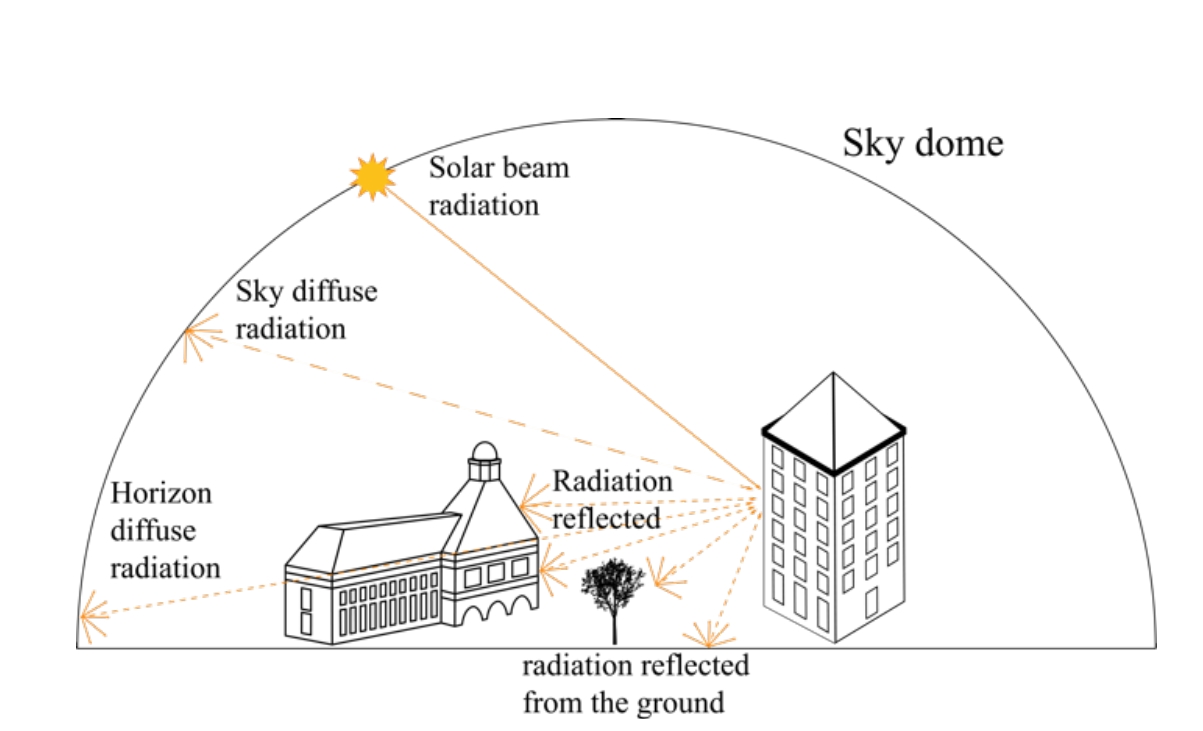 Sky dome
Solar beam
radiation
Sky diffuse
radiation
Radiation
reflected
Horizon
diffuse
radiation
radiation reflected
from the ground